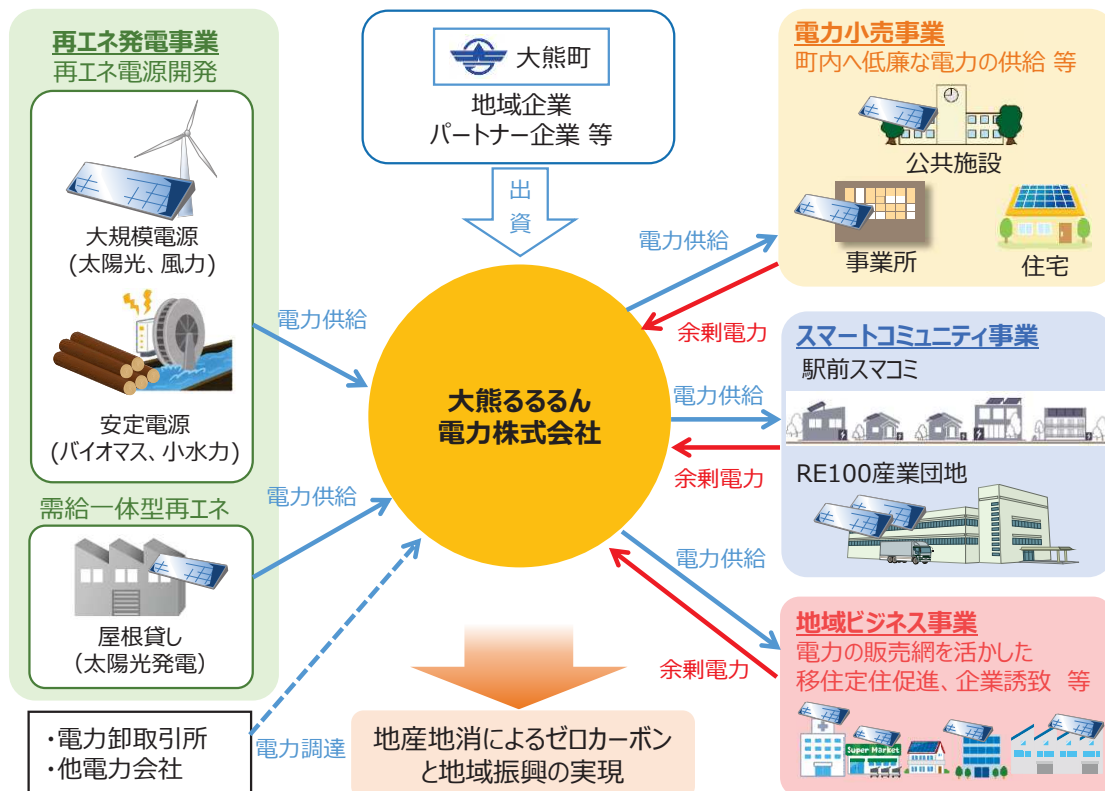 再エネ発電事業
再エネ電源開発
大規模電源
(太陽光、風力)
安定電源
(バイオマス、小水力)
需給一体型再エネ
屋根貸し
(太陽光発電)
・電力卸取引所
・他電力会社
大熊町
地域企業
パートナー企業 等
出資
電力供給
電力供給
電力調達
大熊るるるん
電力株式会社
電力供給
余剰電力
電力供給
余剰電力
電力供給
余剰電力
地産地消によるゼロカーボン
と地域振興の実現
電力小売事業
町内へ低廉な電力の供給 等
公共施設
事業所
住宅
スマートコミュニティ事業
駅前スマコミ
RE100産業団地
地域ビジネス事業
電力の販売網を活かした
移住定住促進、企業誘致 等
Super Market